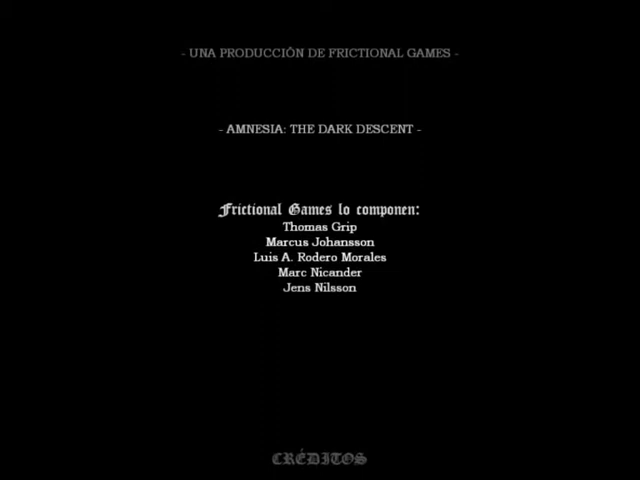 - UNA PRODUCCIÓN DE FRICTIONAL GAMES -
- AMNESIA: THE DARK DESCENT -
Frictional Games lo componen:
Thomas Grip
Marcus Johansson
Luis A. Rodero Morales
Marc Nicander
Jens Nilsson
CRÉDITOS